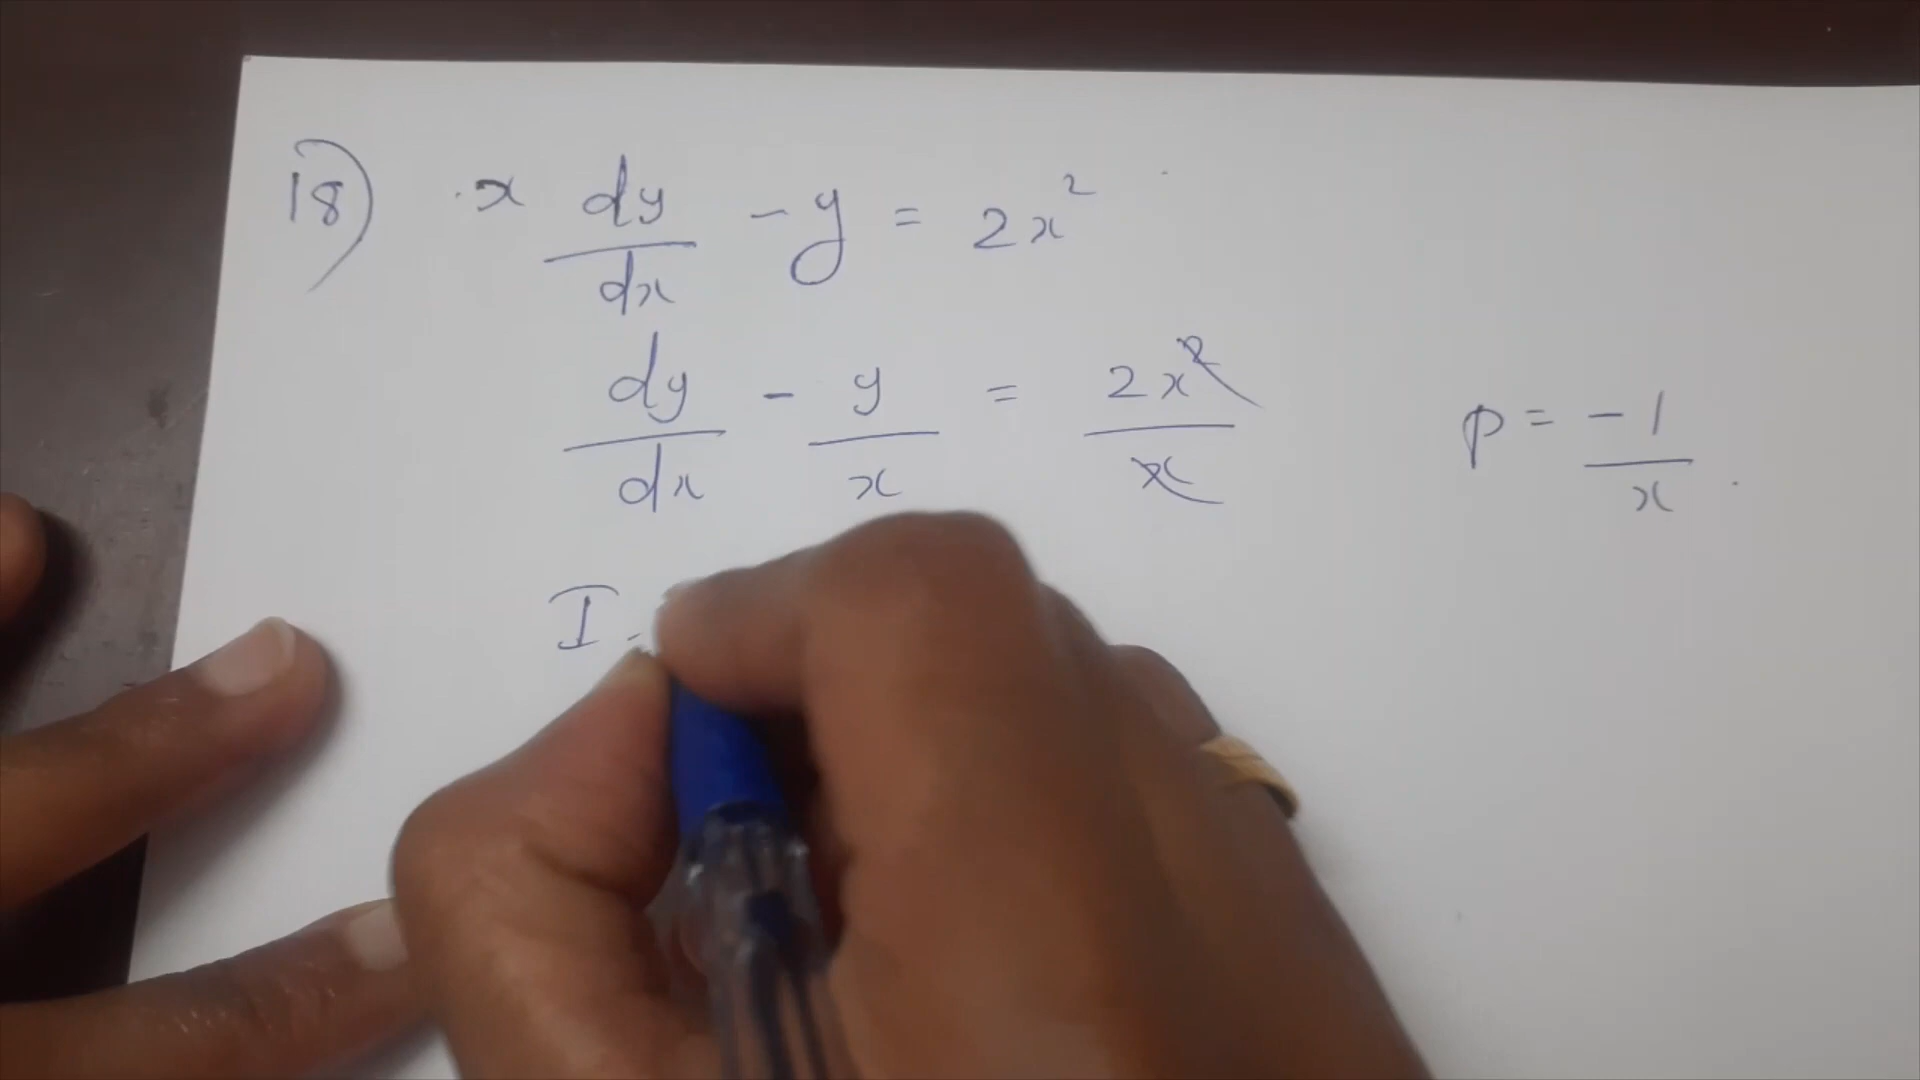 18) x dy/dx - y = 2x²
dy/dx - y/x = 2x²/x P = -1/x
I.